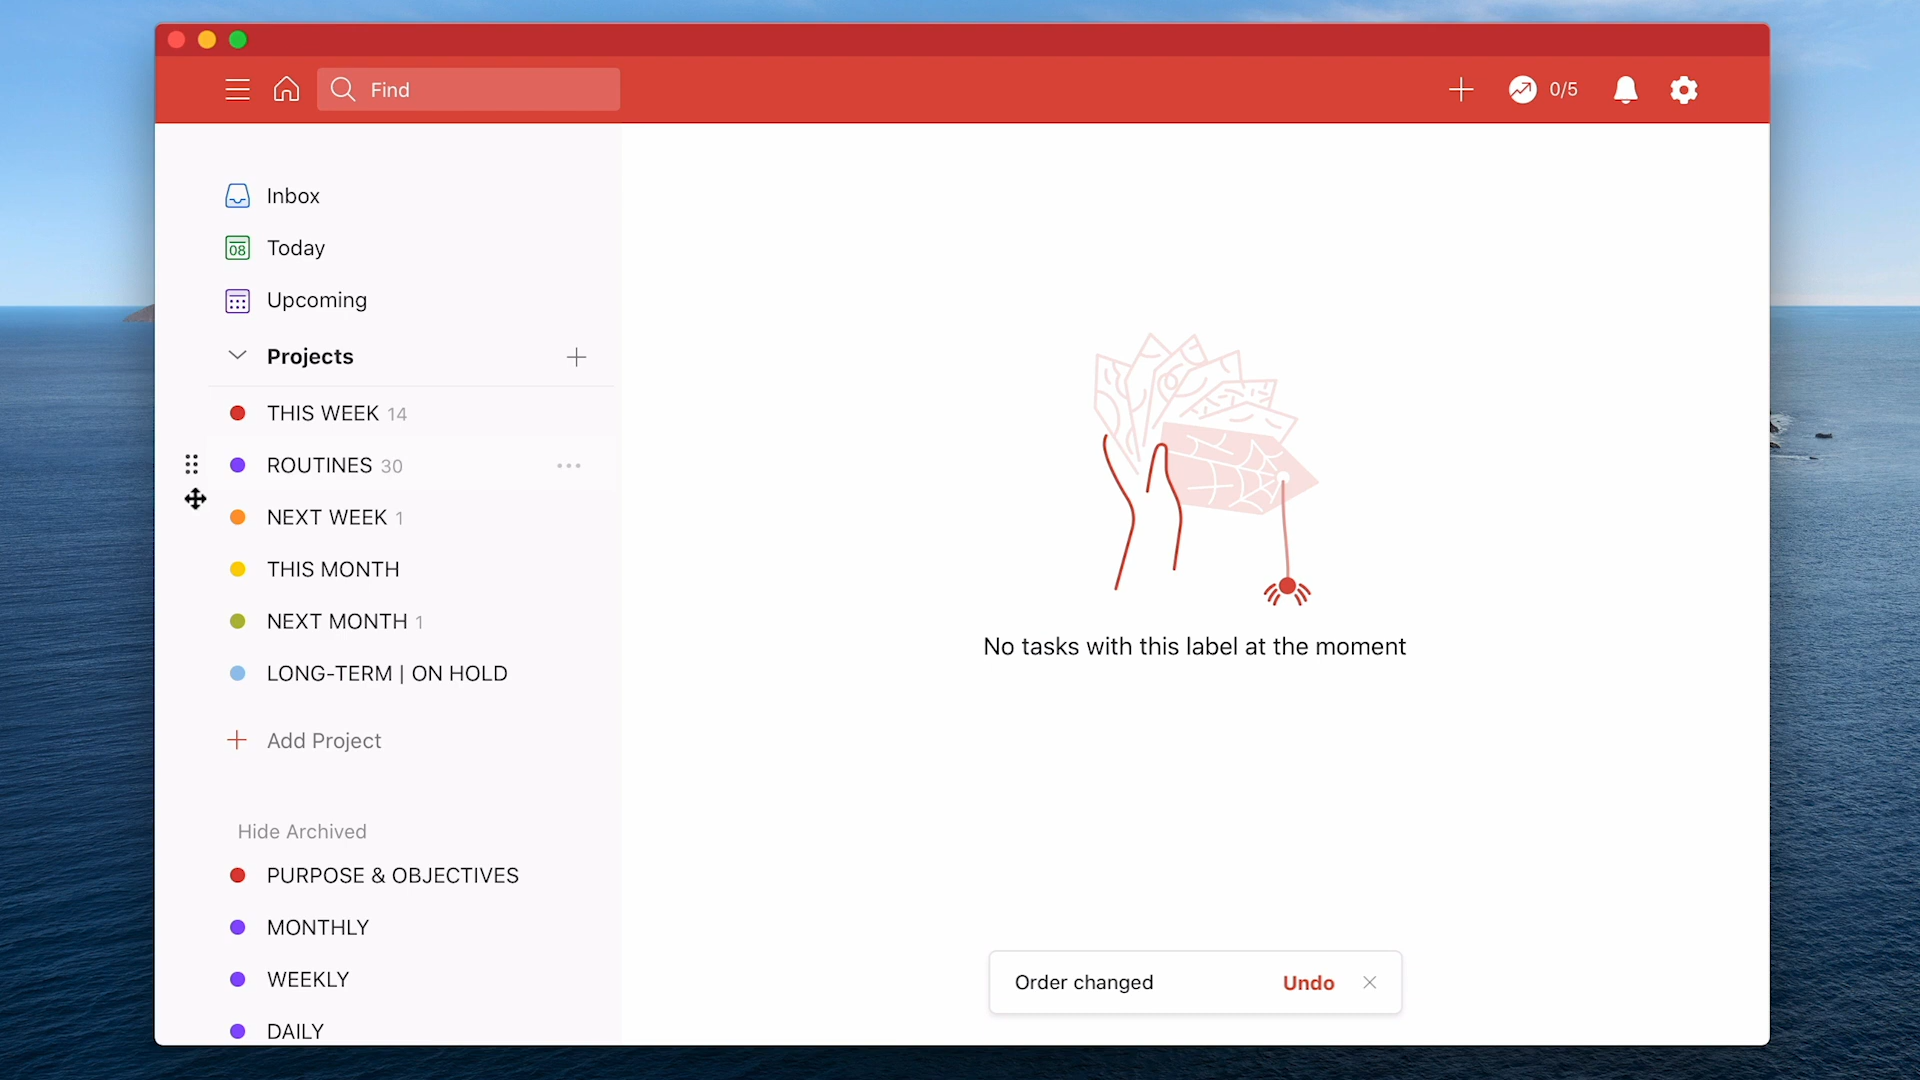 Find
0/5
Inbox
08
Today
Upcoming
Projects
THIS WEEK 14
ROUTINES 30
NEXT WEEK 1
THIS MONTH
NEXT MONTH 1
LONG-TERM | ON HOLD
Add Project
Hide Archived
PURPOSE & OBJECTIVES
MONTHLY
WEEKLY
DAILY
No tasks with this label at the moment
Order changed Undo